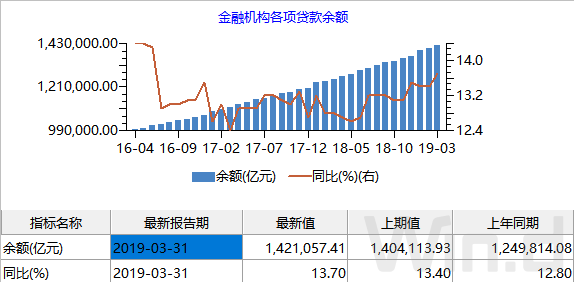 金融机构各项贷款余额
1,430,000.00
1,210,000.00
990,000.00
14.0
13.2
12.4
16-04 16-09 17-02 17-07 17-12 18-05 18-10 19-03
余额(亿元) 同比(%)(右)
指标名称 最新报告期 最新值 上期值 上年同期
余额(亿元) 2019-03-31 1,421,057.41 1,404,113.93 1,249,814.08
同比(%) 2019-03-31 13.70 13.40 12.80
Win.d